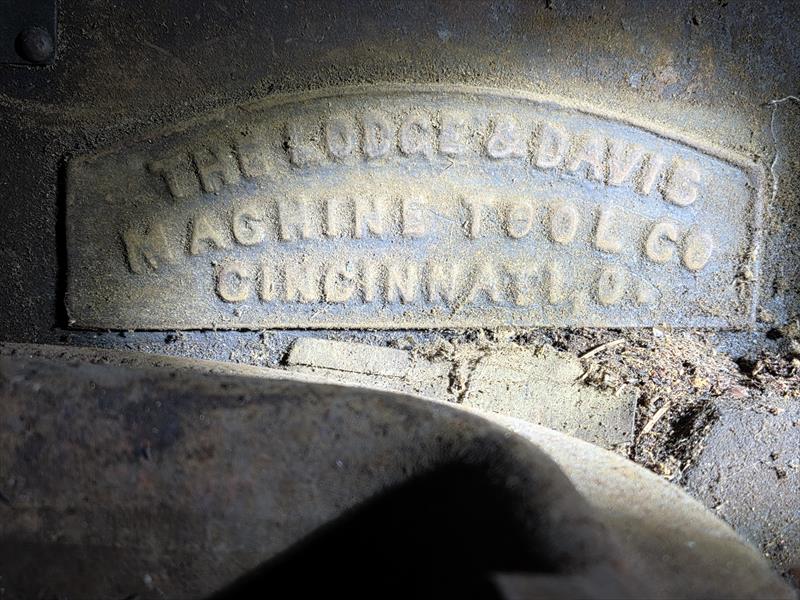 THE LODGE & DAVIS
MACHINE TOOL CO
CINCINNATI, O.